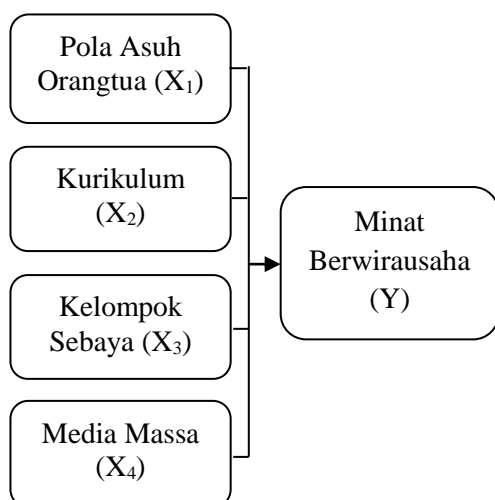 Pola Asuh
Orangtua (X₁)
Kurikulum
(X₂)
Kelompok
Sebaya (X₃)
Media Massa
(X₄)
Minat
Berwirausaha
(Y)